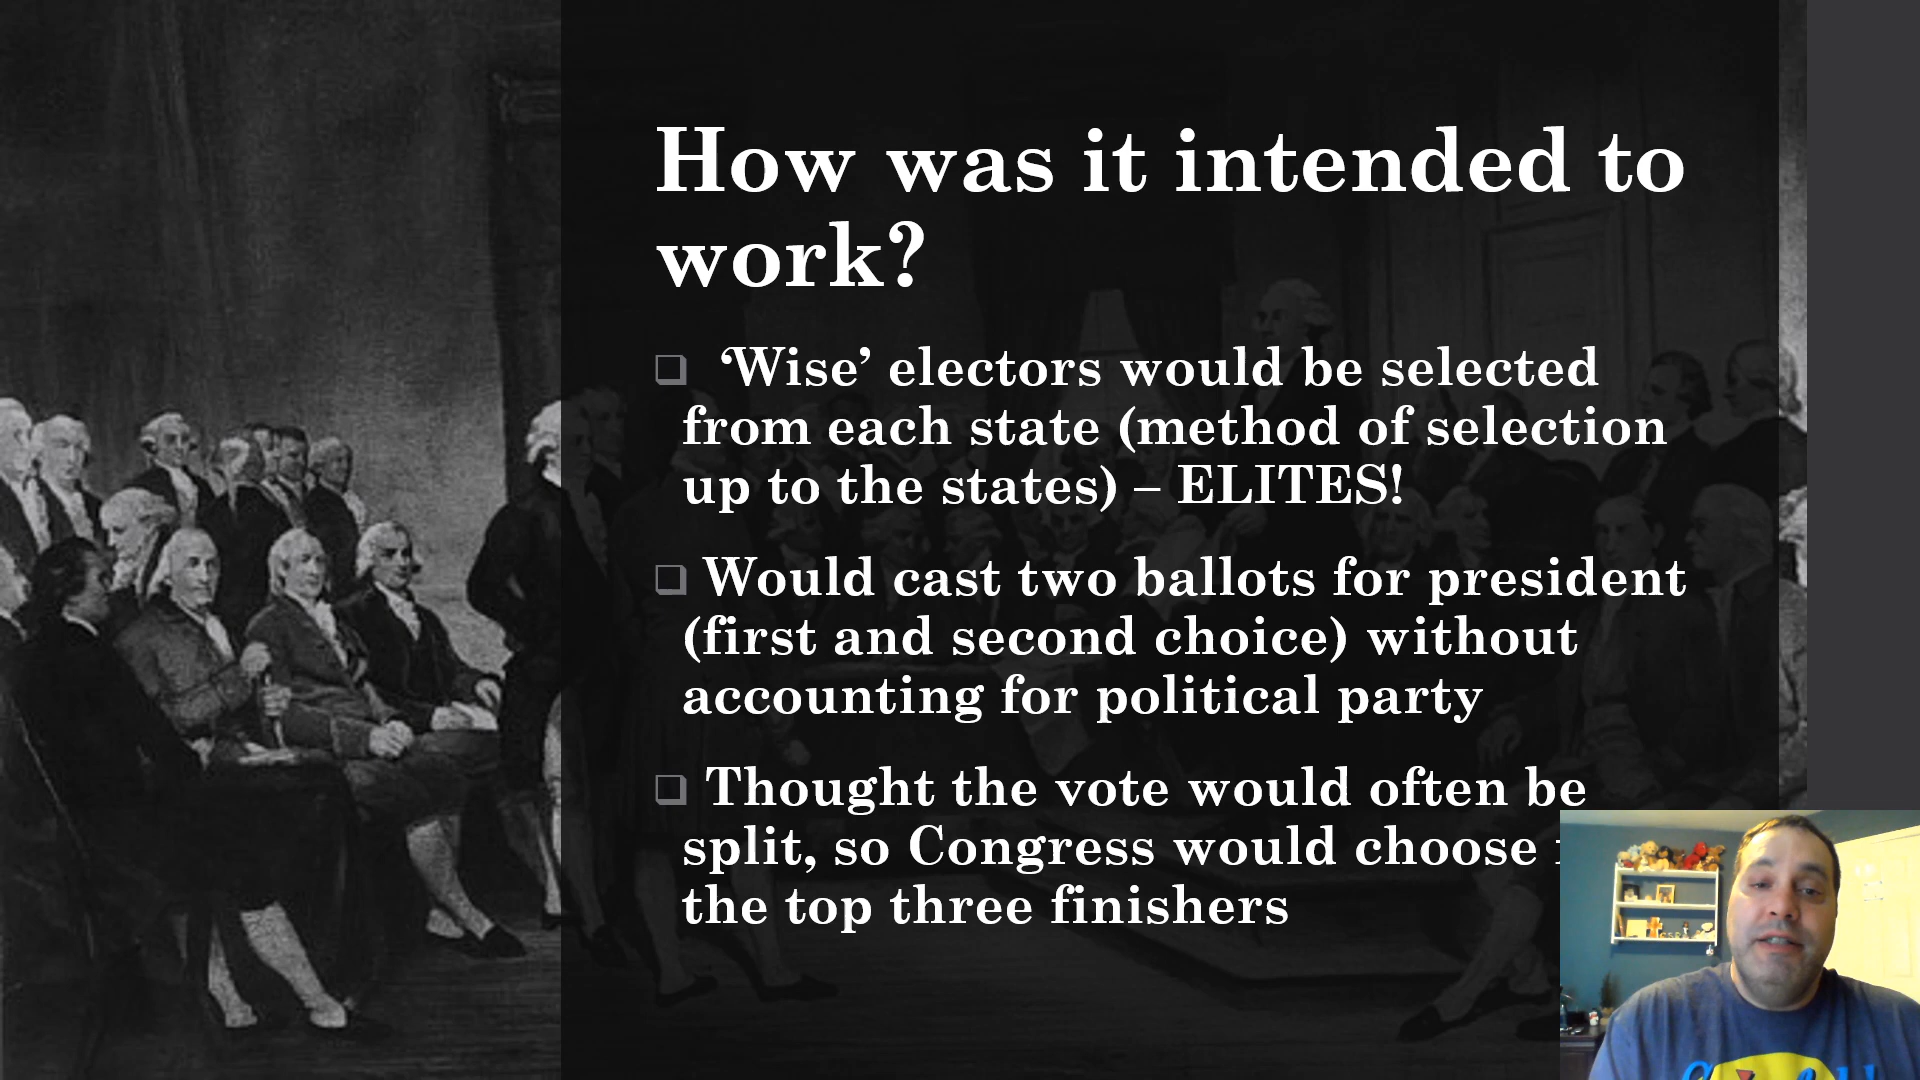 How was it intended to
work?
‘Wise’ electors would be selected
from each state (method of selection
up to the states) – ELITES!
Would cast two ballots for president
(first and second choice) without
accounting for political party
Thought the vote would often be
split, so Congress would choose
the top three finishers